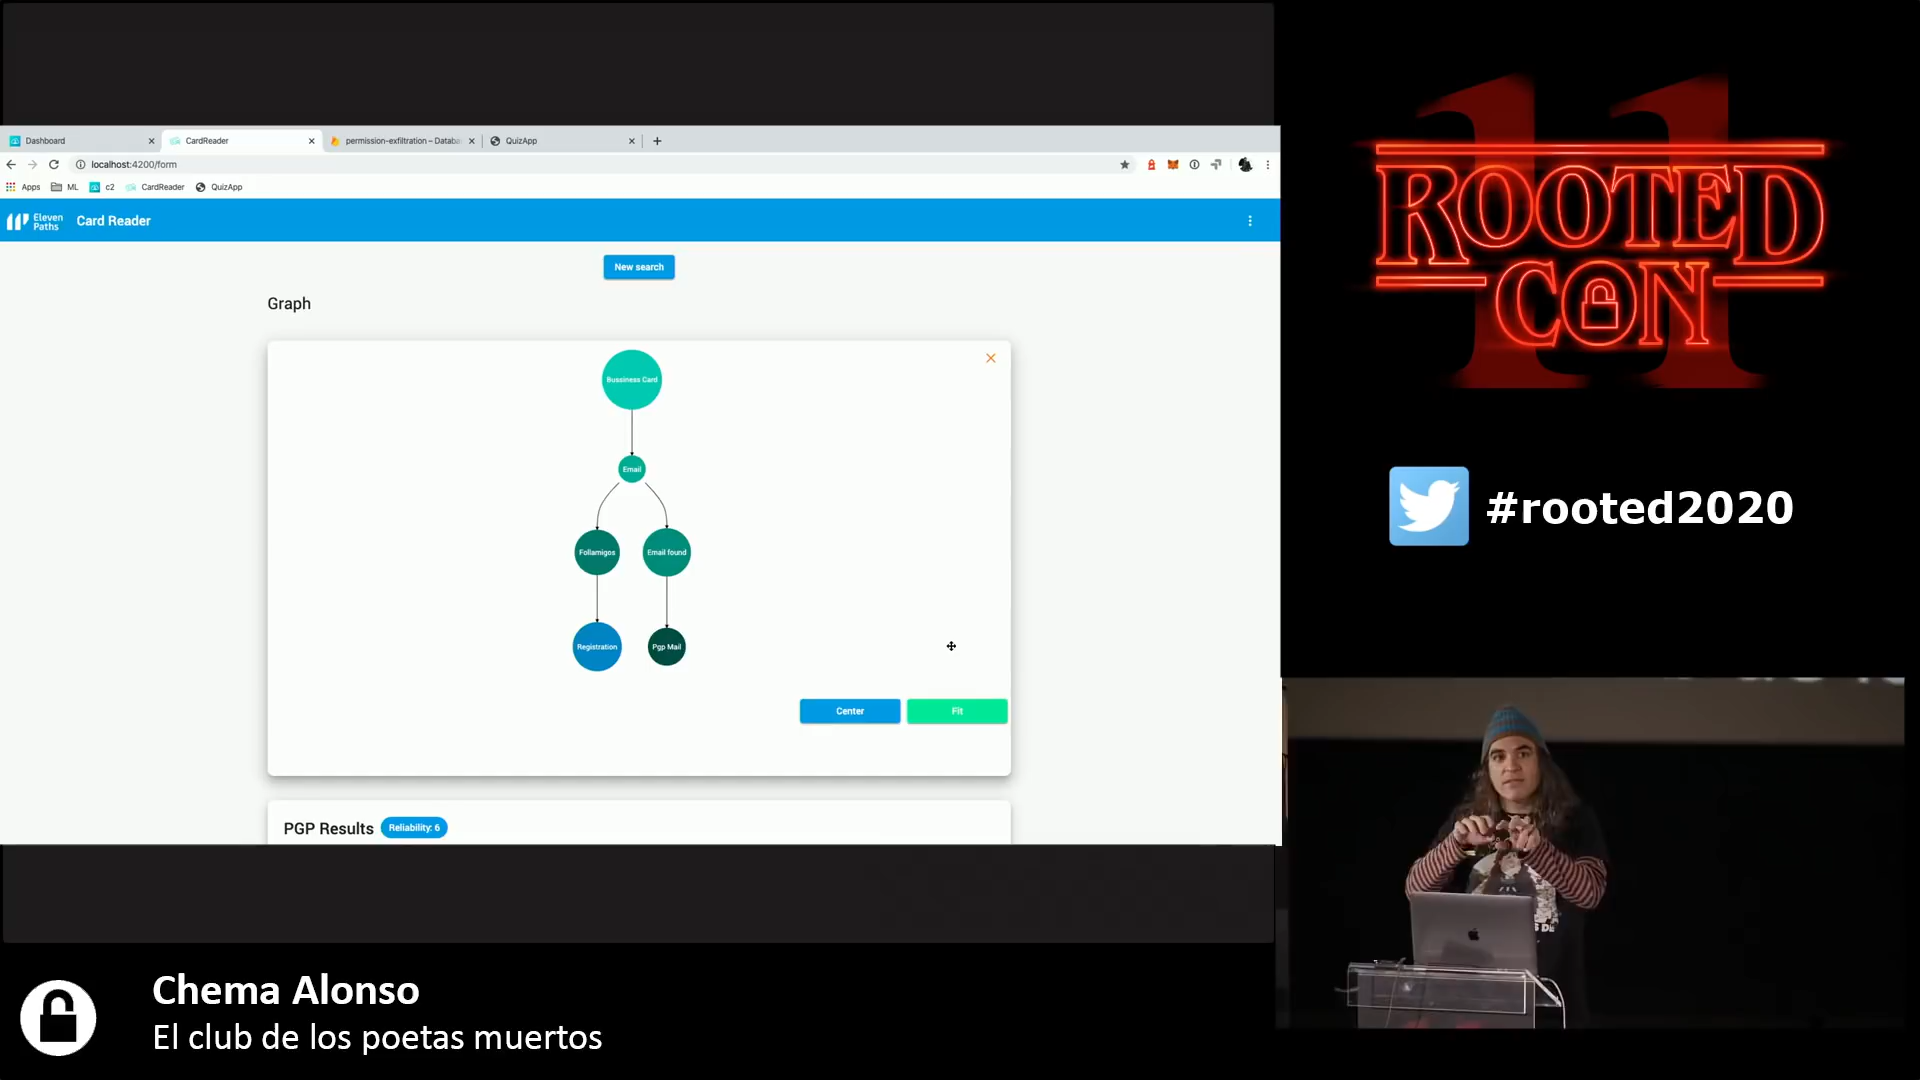 Dashboard
CardReader
permission-exfiltration – Databa
QuizApp
localhost:4200/form
Apps
ML
c2
CardReader
QuizApp
Eleven
Paths
Card Reader
New search
Graph
Bussiness Card
Email
Follamigos
Email found
Registration
Pgp Mail
Center
Fit
PGP Results
Reliability: 6
11
ROOTED
CON
#rooted2020
Chema Alonso
El club de los poetas muertos